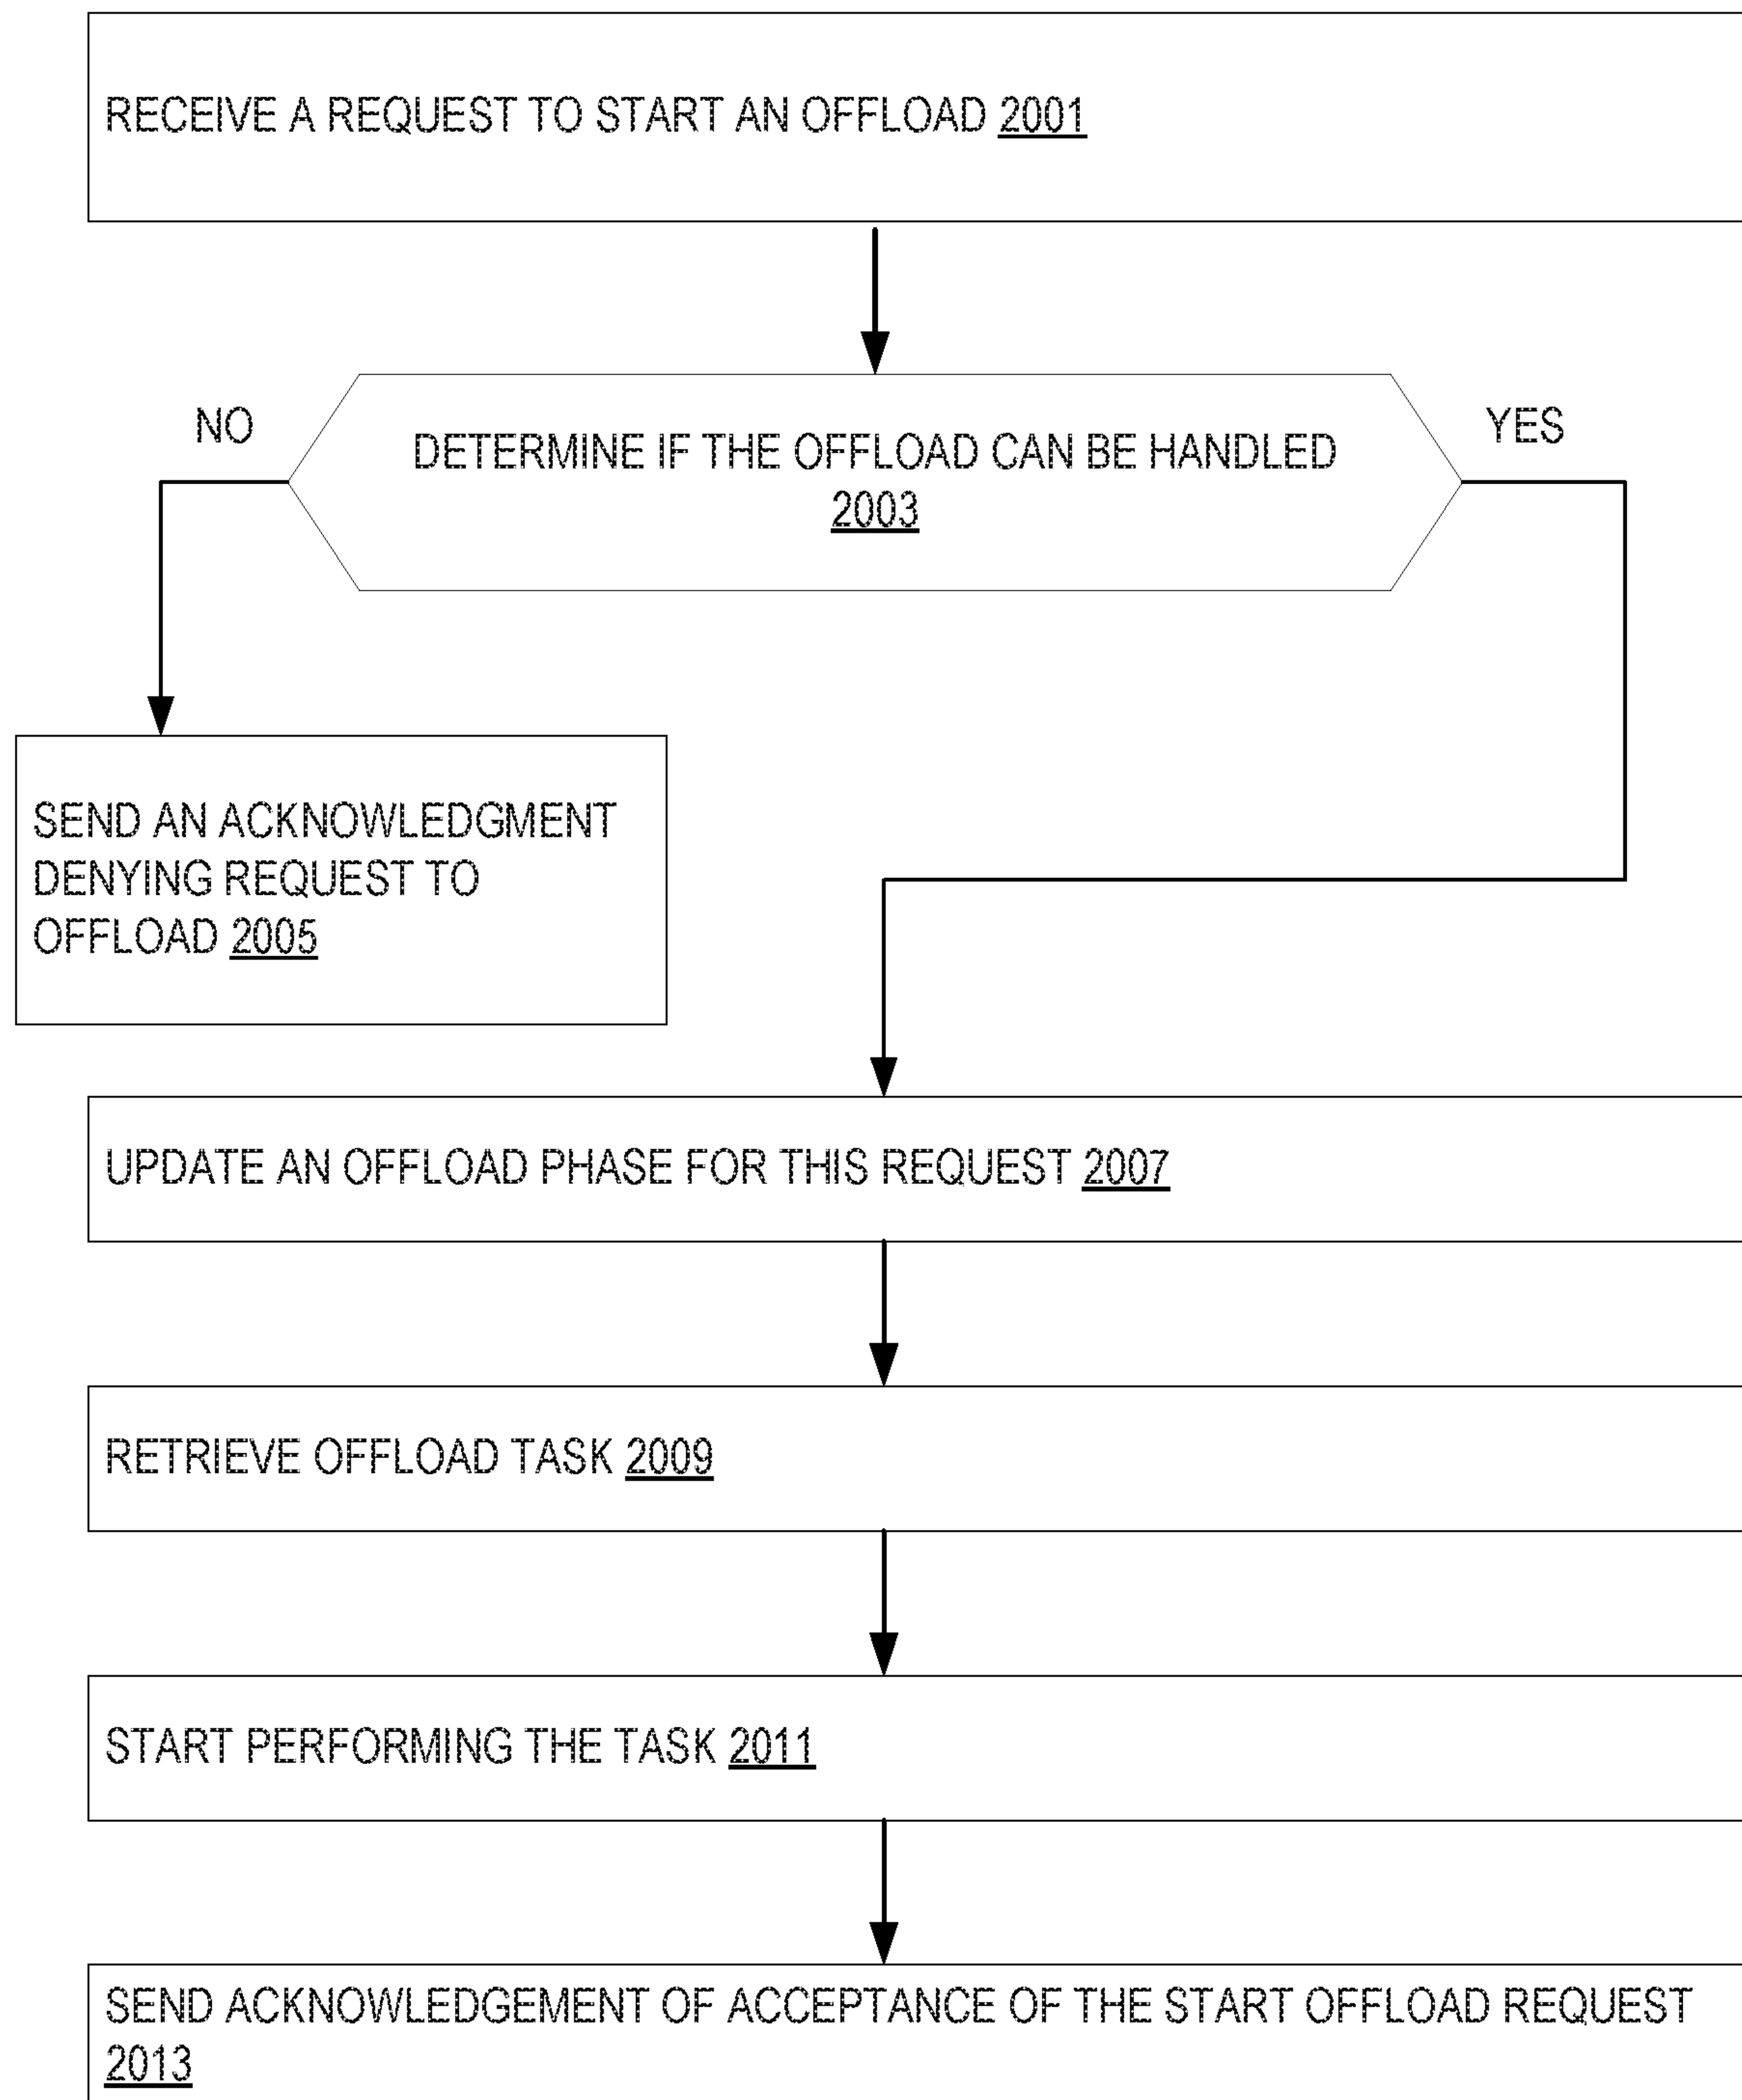 RECEIVE A REQUEST TO START AN OFFLOAD 2001
NO
YES
DETERMINE IF THE OFFLOAD CAN BE HANDLED
2003
SEND AN ACKNOWLEDGMENT
DENYING REQUEST TO
OFFLOAD 2005
UPDATE AN OFFLOAD PHASE FOR THIS REQUEST 2007
RETRIEVE OFFLOAD TASK 2009
START PERFORMING THE TASK 2011
SEND ACKNOWLEDGEMENT OF ACCEPTANCE OF THE START OFFLOAD REQUEST
2013